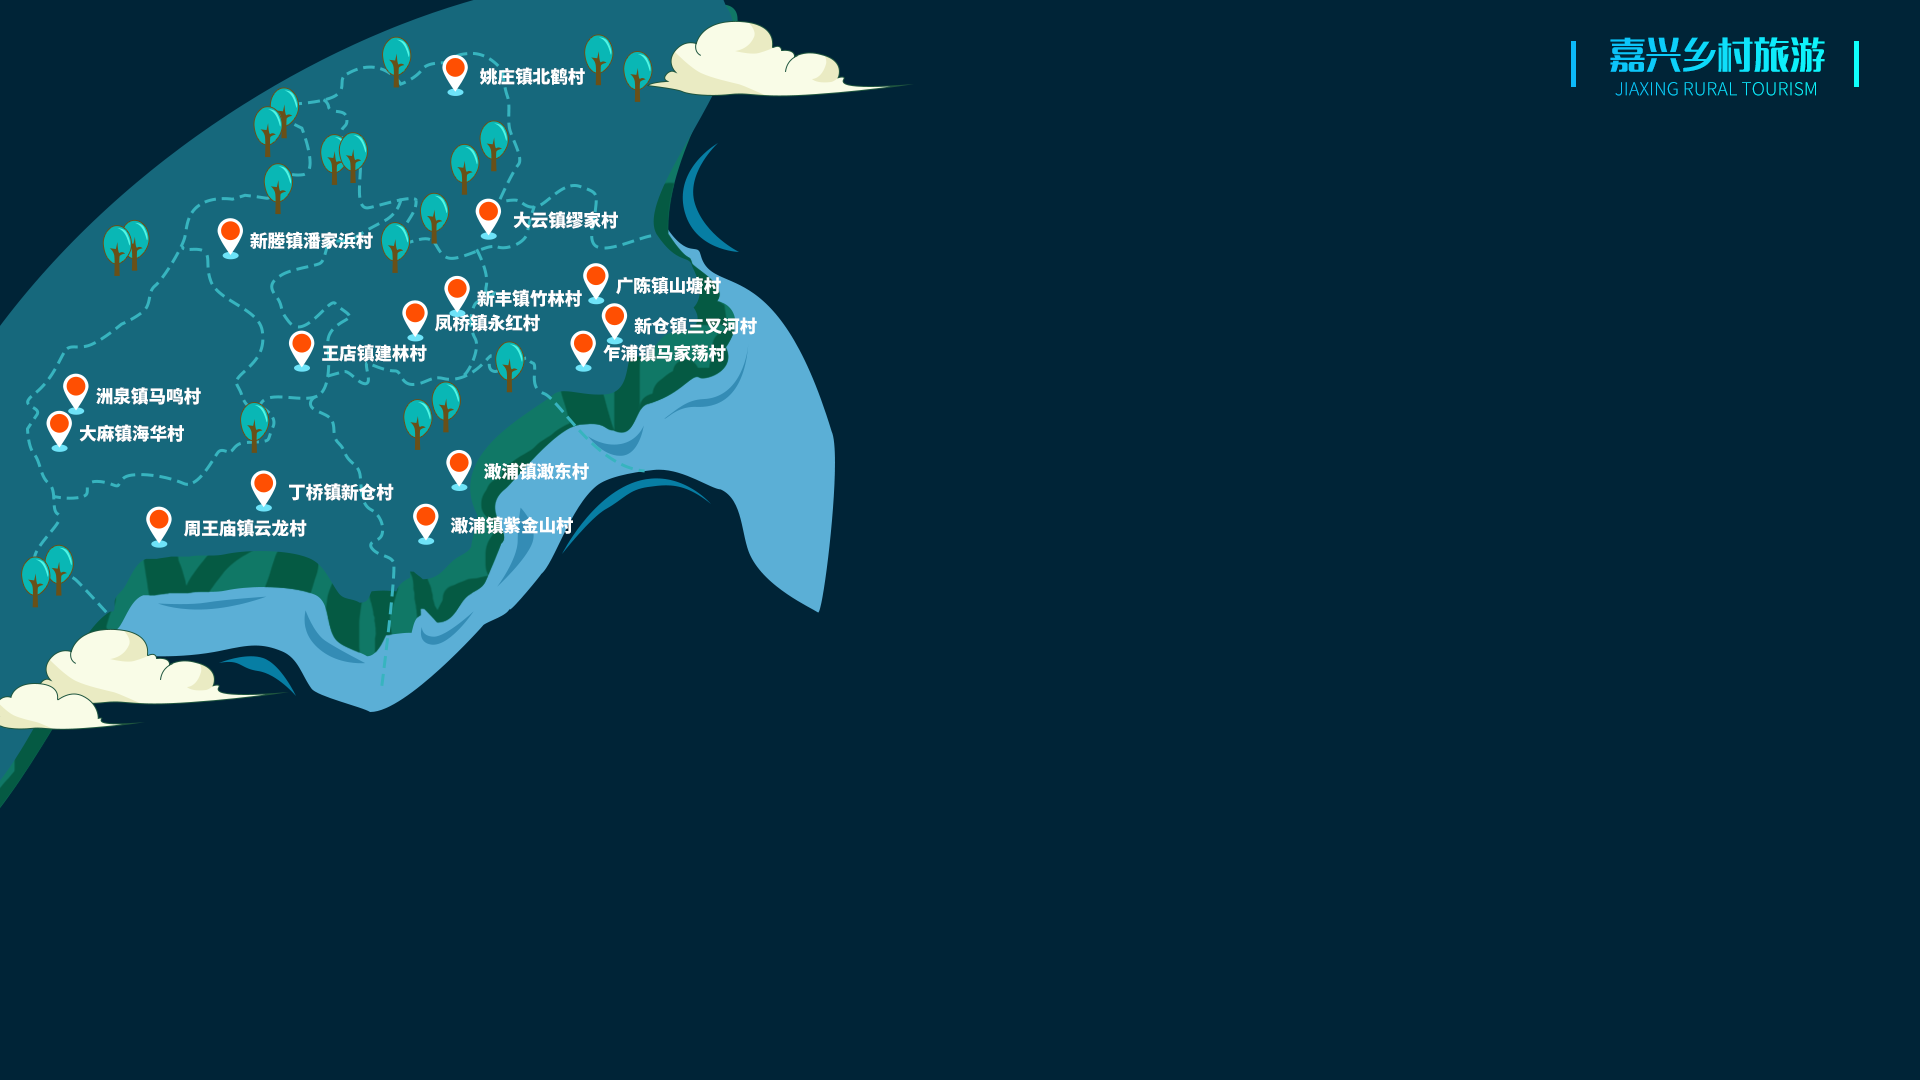 嘉兴乡村旅游
JIAXING RURAL TOURISM
姚庄镇北鹤村
大云镇缪家村
新塍镇潘家浜村
广陈镇山塘村
新丰镇竹林村
凤桥镇永红村
新仓镇三叉河村
王店镇建林村
乍浦镇马家荡村
洲泉镇马鸣村
大麻镇海华村
澉浦镇澉东村
丁桥镇新仓村
澉浦镇紫金山村
周王庙镇云龙村